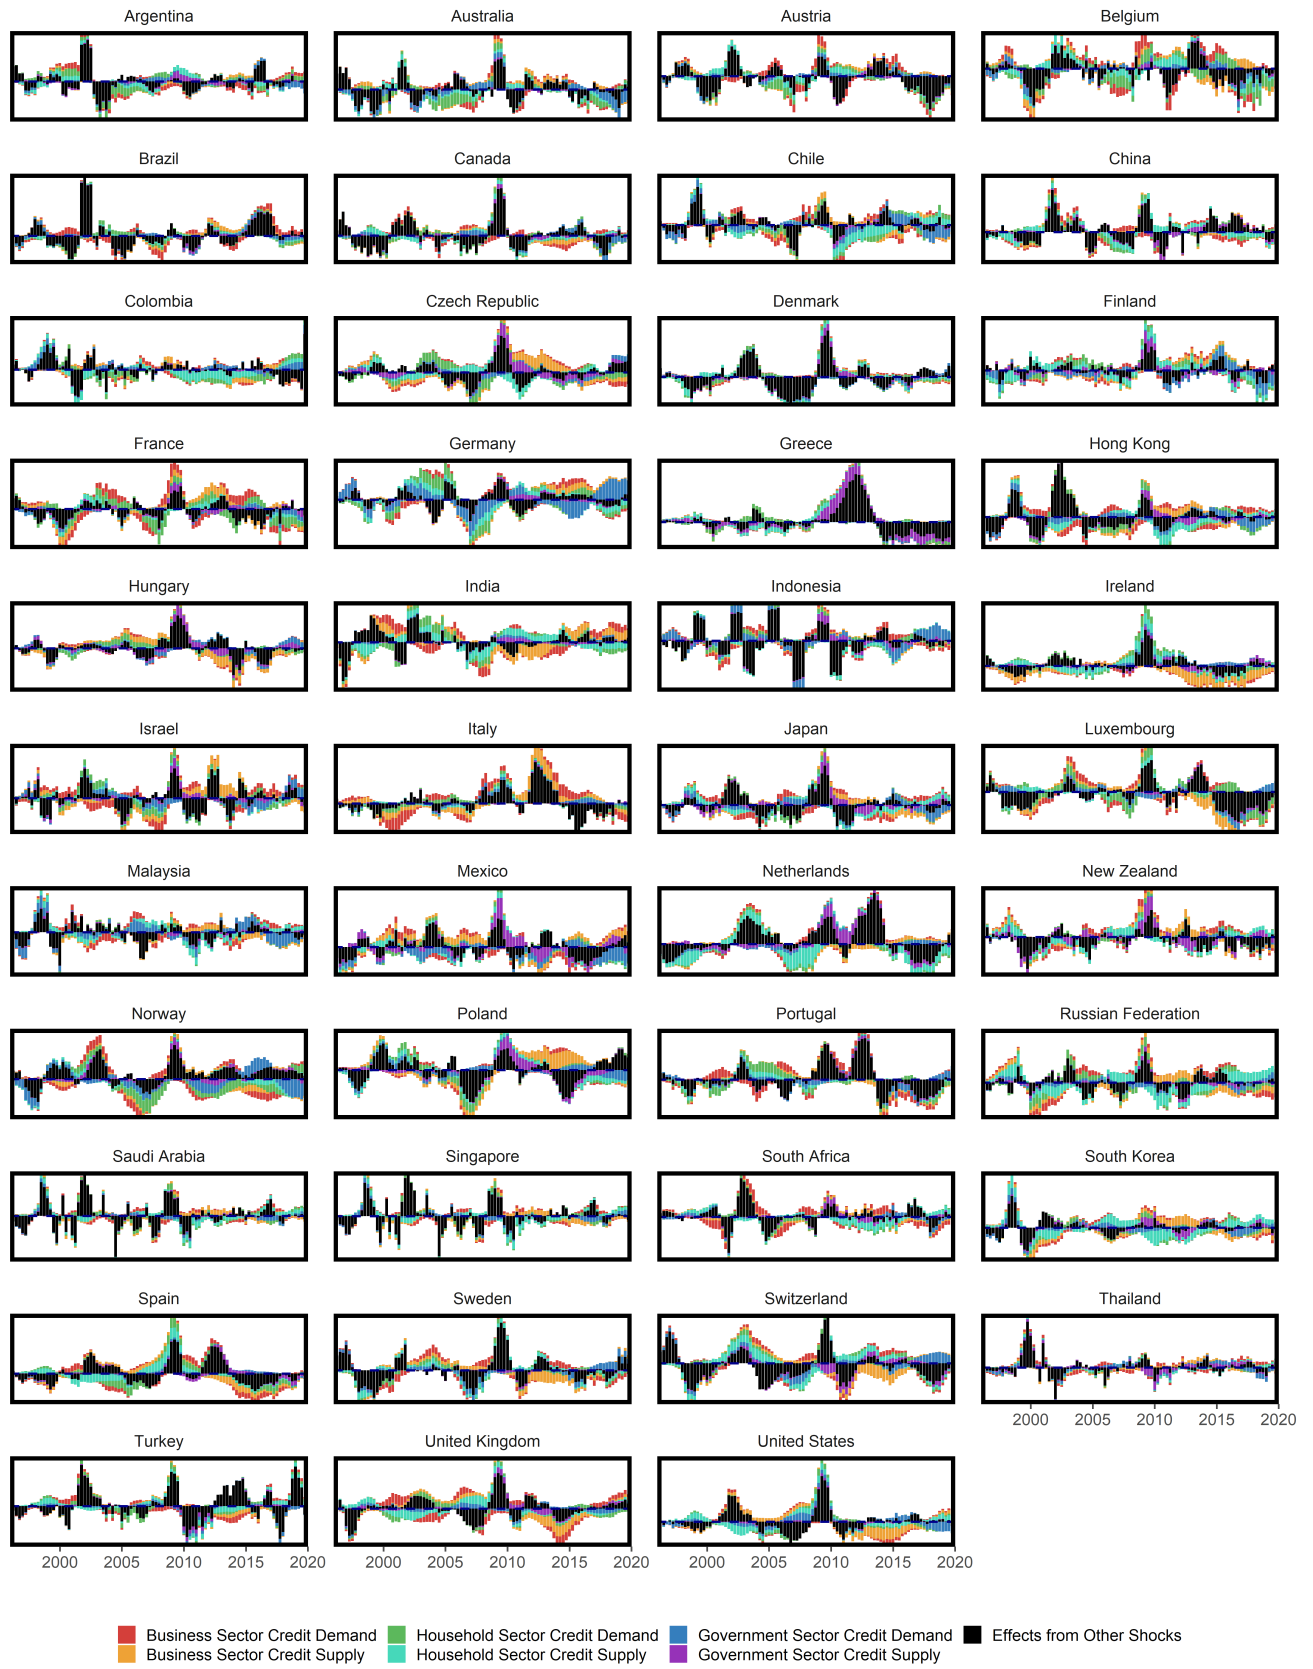 Argentina Australia Austria Belgium
Brazil Canada Chile China
Colombia Czech Republic Denmark Finland
France Germany Greece Hong Kong
Hungary India Indonesia Ireland
Israel Italy Japan Luxembourg
Malaysia Mexico Netherlands New Zealand
Norway Poland Portugal Russian Federation
Saudi Arabia Singapore South Africa South Korea
Spain Sweden Switzerland Thailand
2000 2005 2010 2015 2020
Turkey United Kingdom United States
2000 2005 2010 2015 2020 2000 2005 2010 2015 2020 2000 2005 2010 2015 2020
Business Sector Credit Demand Household Sector Credit Demand Government Sector Credit Demand Effects from Other Shocks
Business Sector Credit Supply Household Sector Credit Supply Government Sector Credit Supply